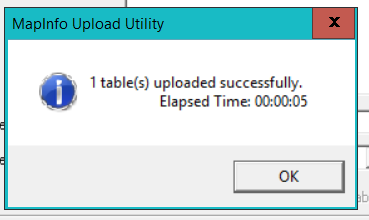 MapInfo Upload Utility
x
1 table(s) uploaded successfully.
Elapsed Time: 00:00:05
OK